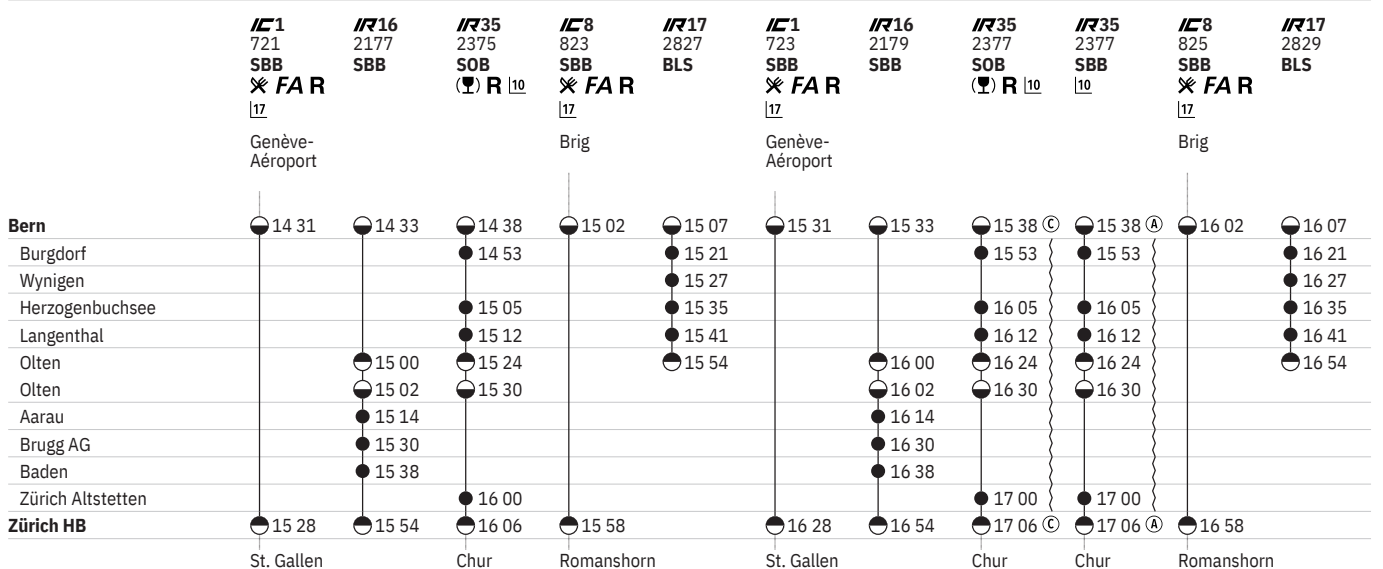 IC1 IR16 IR35 IC8 IR17 IC1 IR16 IR35 IR35 IC8 IR17
721 2177 2375 823 2827 723 2179 2377 2377 825 2829
SBB SBB SOB SBB BLS SBB SBB SOB SBB SBB BLS
FA R R 10 FA R FA R R 10 10 FA R
17 17 17 17
Genève- Brig Genève- Brig
Aéroport Aéroport
Bern 14 31 14 33 14 38 15 02 15 07 15 31 15 33 15 38 C 15 38 A 16 02 16 07
Burgdorf 14 53 15 21 15 53 15 53 16 21
Wynigen 15 27 16 27
Herzogenbuchsee 15 05 15 35 16 05 16 05 16 35
Langenthal 15 12 15 41 16 12 16 12 16 41
Olten 15 00 15 24 15 54 16 00 16 24 16 24 16 54
Olten 15 02 15 30 16 02 16 30 16 30
Aarau 15 14 16 14
Brugg AG 15 30 16 30
Baden 15 38 16 38
Zürich Altstetten 16 00 17 00 17 00
Zürich HB 15 28 15 54 16 06 15 58 16 28 16 54 17 06 C 17 06 A 16 58
St. Gallen Chur Romanshorn St. Gallen Chur Chur Romanshorn